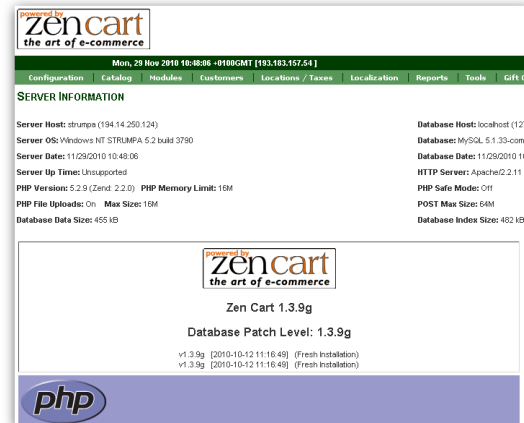 powered by
zencart
the art of e-commerce
Mon, 29 Nov 2010 10:48:06 +0100GMT [193.183.157.54 ]
Configuration | Catalog | Modules | Customers | Locations / Taxes | Localization | Reports | Tools | Gift
SERVER INFORMATION
Server Host: strumpa (194.14.250.124) Database Host: localhost (12
Server OS: Windows NT STRUMPA 5.2 build 3790 Database: MySQL 5.1.33-com
Server Date: 11/29/2010 10:48:06 Database Date: 11/29/2010 1
Server Up Time: Unsupported HTTP Server: Apache/2.2.11
PHP Version: 5.2.9 (Zend: 2.2.0) PHP Memory Limit: 16M PHP Safe Mode: Off
PHP File Uploads: On Max Size: 16M POST Max Size: 64M
Database Data Size: 455 kB Database Index Size: 482 kB
powered by
zencart
the art of e-commerce
Zen Cart 1.3.9g
Database Patch Level: 1.3.9g
v1.3.9g [2010-10-12 11:16:49] (Fresh Installation)
v1.3.9g [2010-10-12 11:16:49] (Fresh Installation)
php